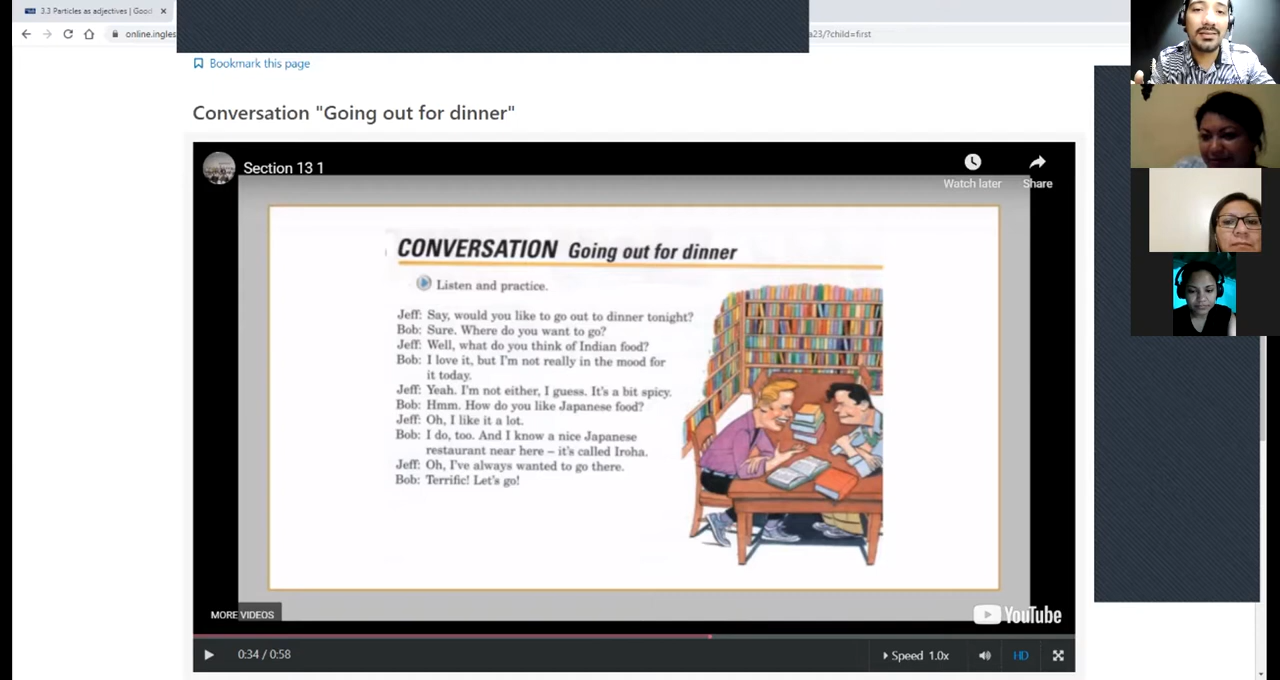 3.3 Particles as adjectives | Good
online.ingles
a23/?child=first
Bookmark this page
Conversation "Going out for dinner"
Section 13 1
Watch later
Share
CONVERSATION Going out for dinner
Listen and practice.
Jeff: Say, would you like to go out to dinner tonight?
Bob: Sure. Where do you want to go?
Jeff: Well, what do you think of Indian food?
Bob: I love it, but I'm not really in the mood for
it today.
Jeff: Yeah. I'm not either, I guess. It's a bit spicy.
Bob: Hmm. How do you like Japanese food?
Jeff: Oh, I like it a lot.
Bob: I do, too. And I know a nice Japanese
restaurant near here – it's called Iroha.
Jeff: Oh, I've always wanted to go there.
Bob: Terrific! Let's go!
MORE VIDEOS
YouTube
0:34 / 0:58
Speed 1.0x
HD